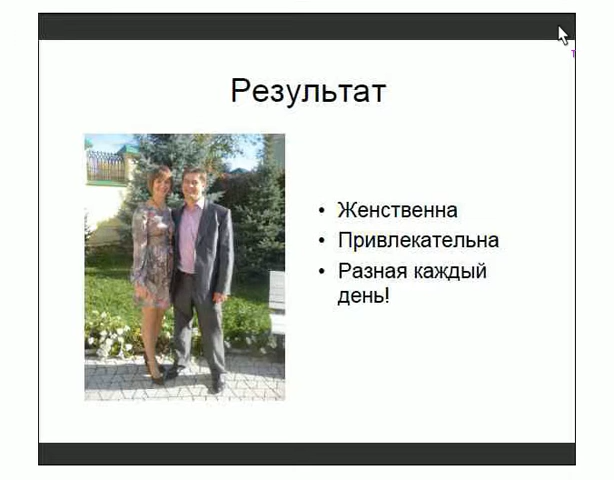 Результат
• Женственна
• Привлекательна
• Разная каждый
день!